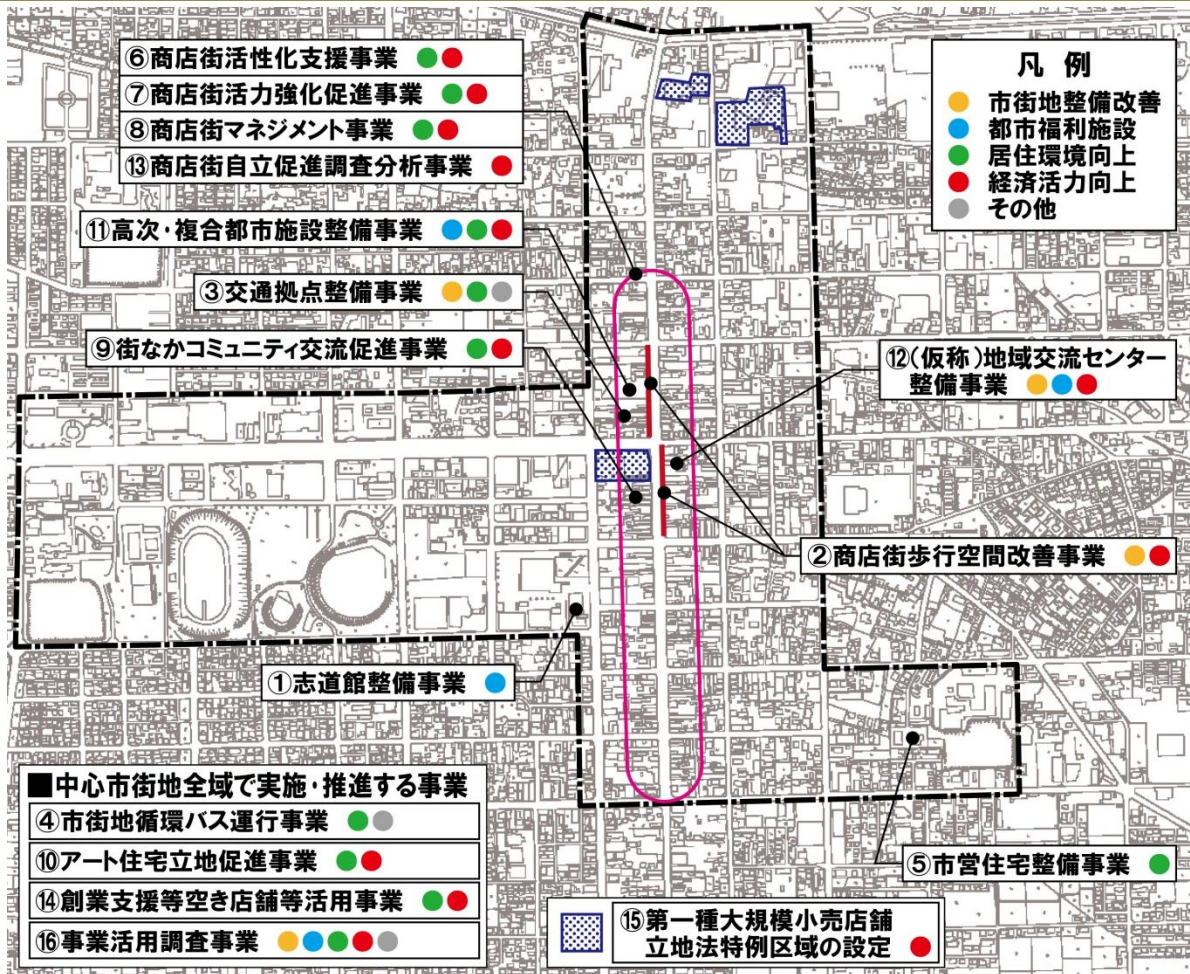 ⑥商店街活性化支援事業
⑦商店街活力強化促進事業
⑧商店街マネジメント事業
⑬商店街自立促進調査分析事業
凡例
市街地整備改善
都市福利施設
居住環境向上
経済活力向上
その他
⑪高次・複合都市施設整備事業
③交通拠点整備事業
⑨街なかコミュニティ交流促進事業
⑫(仮称)地域交流センター
整備事業
②商店街歩行空間改善事業
①志道館整備事業
■中心市街地全域で実施・推進する事業
④市街地循環バス運行事業
⑩アート住宅立地促進事業
⑭創業支援等空き店舗等活用事業
⑯事業活用調査事業
⑤市営住宅整備事業
⑮第一種大規模小売店舗
立地法特例区域の設定